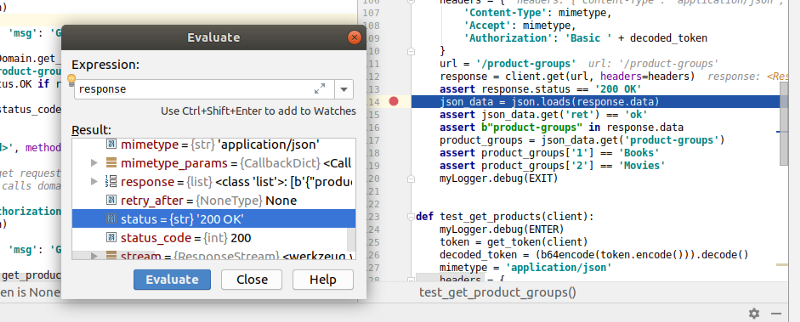 'msg': 'G
Domain.get_
roduct-group
tus.OK if r
status_code
d>', method
get request
calls doma
uthorization
'msg': 'G
get_produc
en is None
Evaluate
Expression:
response
Use Ctrl+Shift+Enter to add to Watches
Result:
mimetype = {str} 'application/json'
mimetype_params = {CallbackDict} <Call
response = {list} <class 'list'>: [b'{"produ
retry_after = {NoneType} None
status = {str} '200 OK'
status_code = {int} 200
stream = {ResponseStream} <werkzeug.w
Evaluate Close Help
106 headers = { headers: {'Content-Type': 'application/json',
107 'Content-Type': mimetype,
108 'Accept': mimetype,
109 'Authorization': 'Basic ' + decoded_token
110 }
111 url = '/product-groups' url: '/product-groups'
112 response = client.get(url, headers=headers) response: <Res
113 assert response.status == '200 OK'
114 json_data = json.loads(response.data)
115 assert json_data.get('ret') == 'ok'
116 assert b"product-groups" in response.data
117 product_groups = json_data.get('product-groups')
118 assert product_groups['1'] == 'Books'
119 assert product_groups['2'] == 'Movies'
120 myLogger.debug(EXIT)
123 def test_get_products(client):
124 myLogger.debug(ENTER)
125 token = get_token(client)
126 decoded_token = (b64encode(token.encode())).decode()
127 mimetype = 'application/json'
128 headers = {
test_get_product_groups()